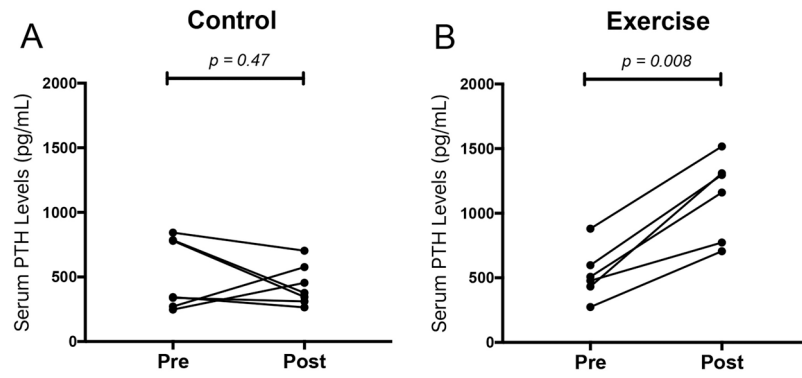 A
Control
p = 0.47
Serum PTH Levels (pg/mL)
2000
1500
1000
500
0
Pre Post
B
Exercise
p = 0.008
Serum PTH Levels (pg/mL)
2000
1500
1000
500
0
Pre Post